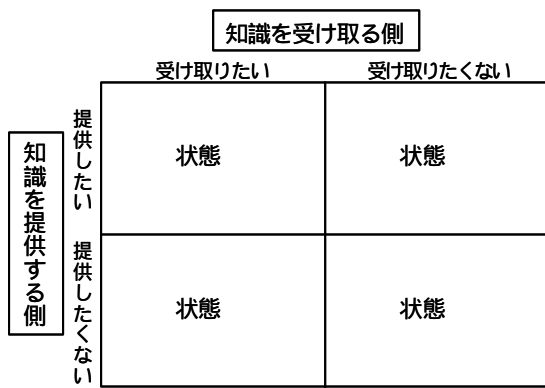 知識を受け取る側
受け取りたい
受け取りたくない
知識を提供する側
提供したい
状態
状態
提供したくない
状態
状態